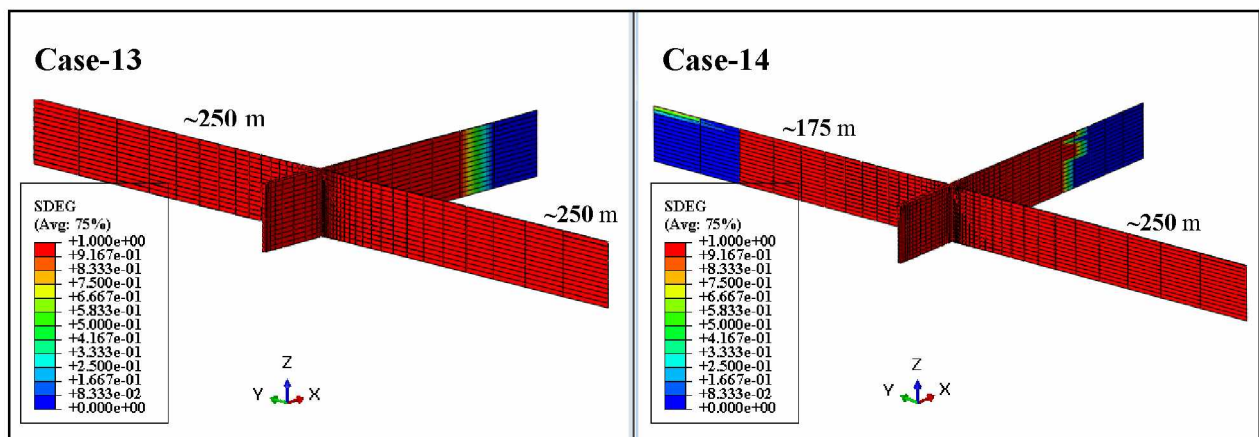 Case-13
~250 m
~250 m
SDEG
(Avg: 75%)
+1.000e+00
+9.167e-01
+8.333e-01
+7.500e-01
+6.667e-01
+5.833e-01
+5.000e-01
+4.167e-01
+3.333e-01
+2.500e-01
+1.667e-01
+8.333e-02
+0.000e+00
Z
Y X
Case-14
~175 m
~250 m
SDEG
(Avg: 75%)
+1.000e+00
+9.167e-01
+8.333e-01
+7.500e-01
+6.667e-01
+5.833e-01
+5.000e-01
+4.167e-01
+3.333e-01
+2.500e-01
+1.667e-01
+8.333e-02
+0.000e+00
Z
Y X